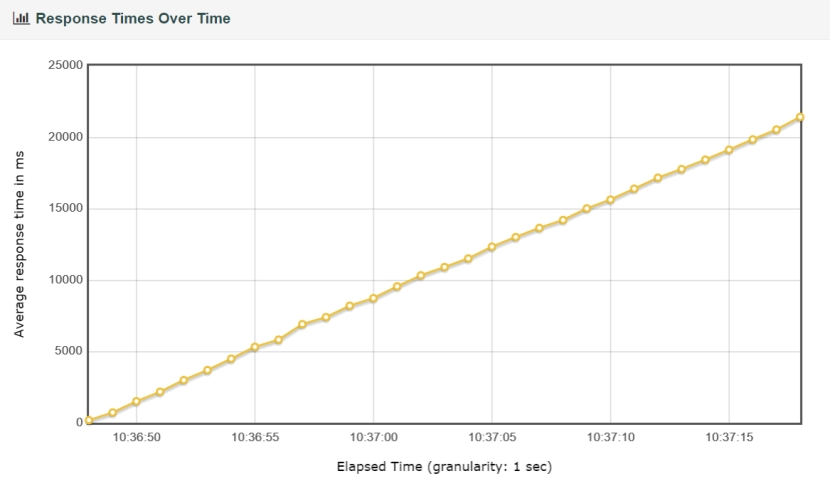 Response Times Over Time
25000
20000
15000
10000
5000
0
Average response time in ms
10:36:50 10:36:55 10:37:00 10:37:05 10:37:10 10:37:15
Elapsed Time (granularity: 1 sec)